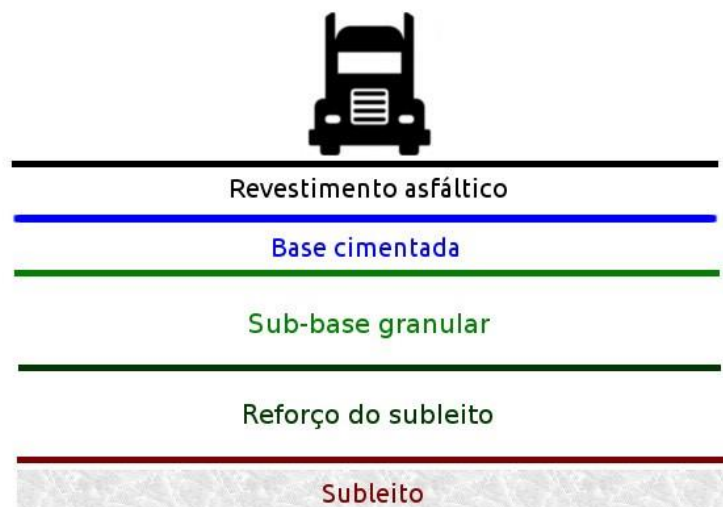 Revestimento asfáltico
Base cimentada
Sub-base granular
Reforço do subleito
Subleito